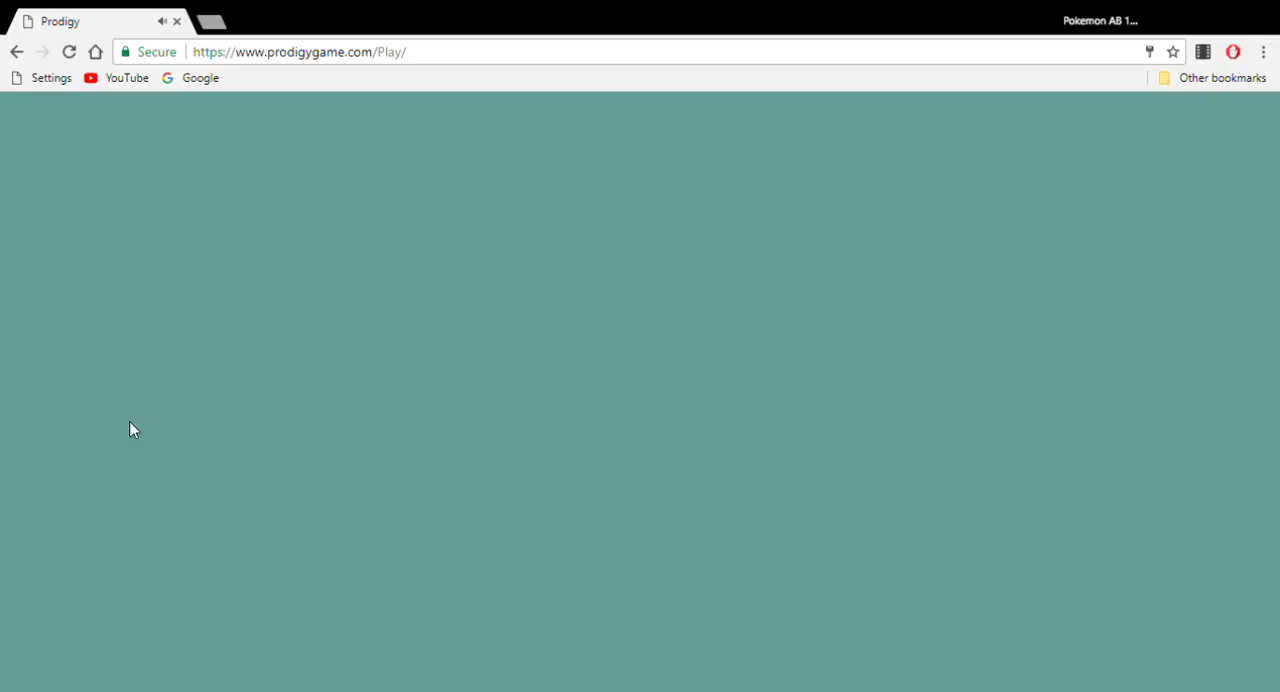 Prodigy
Pokemon AB 1...
Secure https://www.prodigygame.com/Play/
Settings YouTube Google Other bookmarks